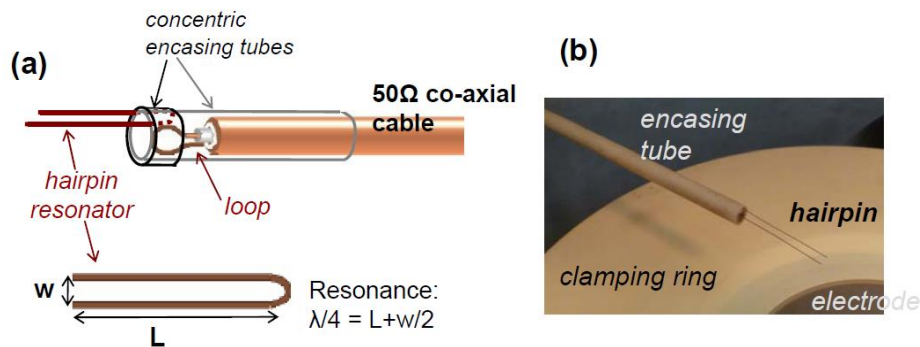 (a)
concentric
encasing tubes
50Ω co-axial
cable
hairpin
resonator
loop
w
L
Resonance:
λ/4 = L+w/2
(b)
encasing
tube
hairpin
clamping ring
electrode